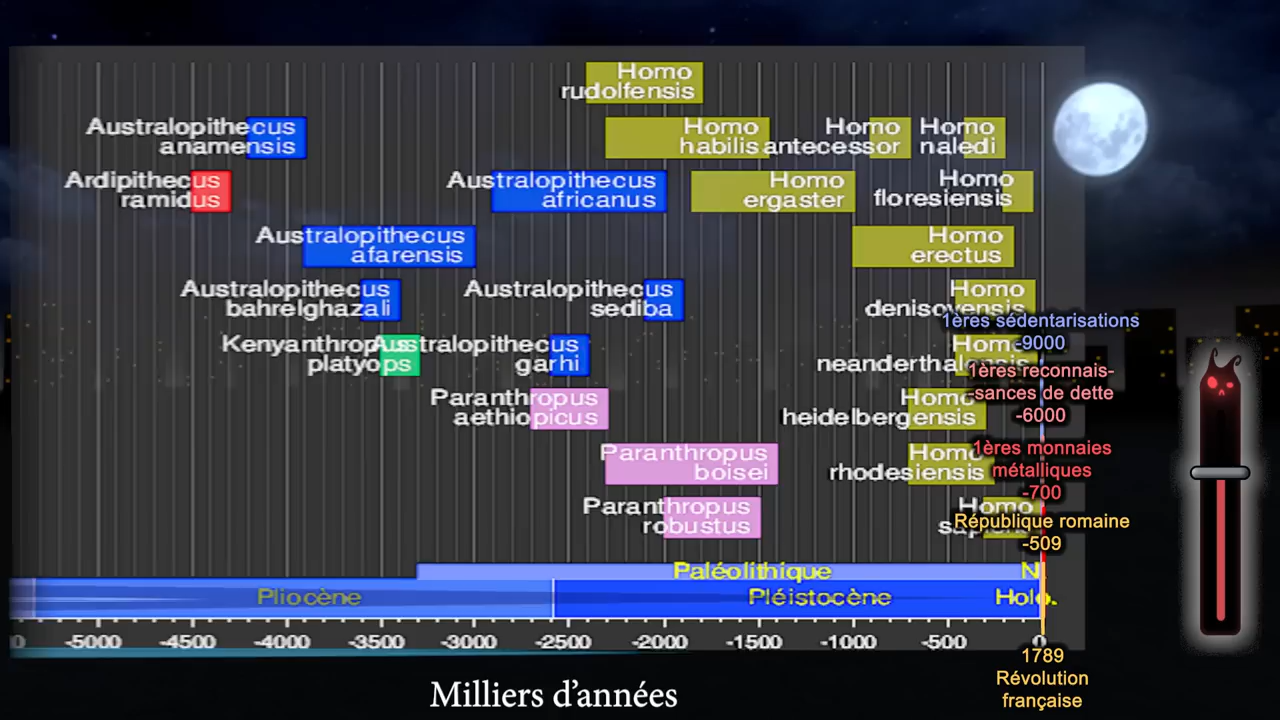 Homo
rudolfensis
Australopithecus
anamensis
Homo
habilis
Homo
antecessor
Homo
naledi
Ardipithecus
ramidus
Australopithecus
africanus
Homo
ergaster
Homo
floresiensis
Australopithecus
afarensis
Homo
erectus
Australopithecus
bahrelghazali
Australopithecus
sediba
Homo
denisovensis
1ères sédentarisations
-9000
Kenyanthropus
platyops
Australopithecus
garhi
Homo
neanderthalensis
1ères reconnais-
-sances de dette
-6000
Paranthropus
aethiopicus
Homo
heidelbergensis
Paranthropus
boisei
Homo
rhodesiensis
1ères monnaies
métalliques
-700
Paranthropus
robustus
Homo
sapiens
République romaine
-509
Paléolithique
N
Pliocène
Pléistocène
Holo.
-5000 -4500 -4000 -3500 -3000 -2500 -2000 -1500 -1000 -500 0
1789
Révolution
française
Milliers d'années